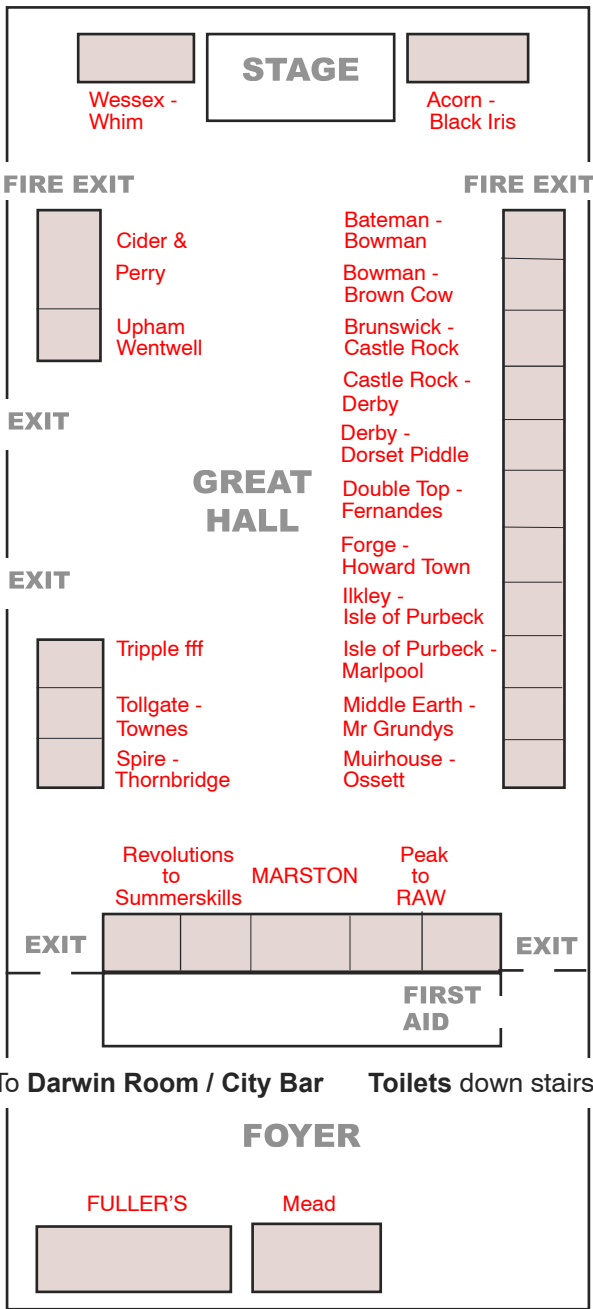 STAGE
Wessex -
Whim
Acorn -
Black Iris
FIRE EXIT
FIRE EXIT
Cider &
Perry
Upham
Wentwell
EXIT
EXIT
Tripple fff
Tollgate -
Townes
Spire -
Thornbridge
GREAT
HALL
Bateman -
Bowman
Bowman -
Brown Cow
Brunswick -
Castle Rock
Castle Rock -
Derby
Derby -
Dorset Piddle
Double Top -
Fernandes
Forge -
Howard Town
Ilkley -
Isle of Purbeck
Isle of Purbeck -
Marlpool
Middle Earth -
Mr Grundys
Muirhouse -
Ossett
Revolutions
to
Summerskills
MARSTON
Peak
to
RAW
EXIT
EXIT
FIRST
AID
To Darwin Room / City Bar Toilets down stairs
FOYER
FULLER'S
Mead